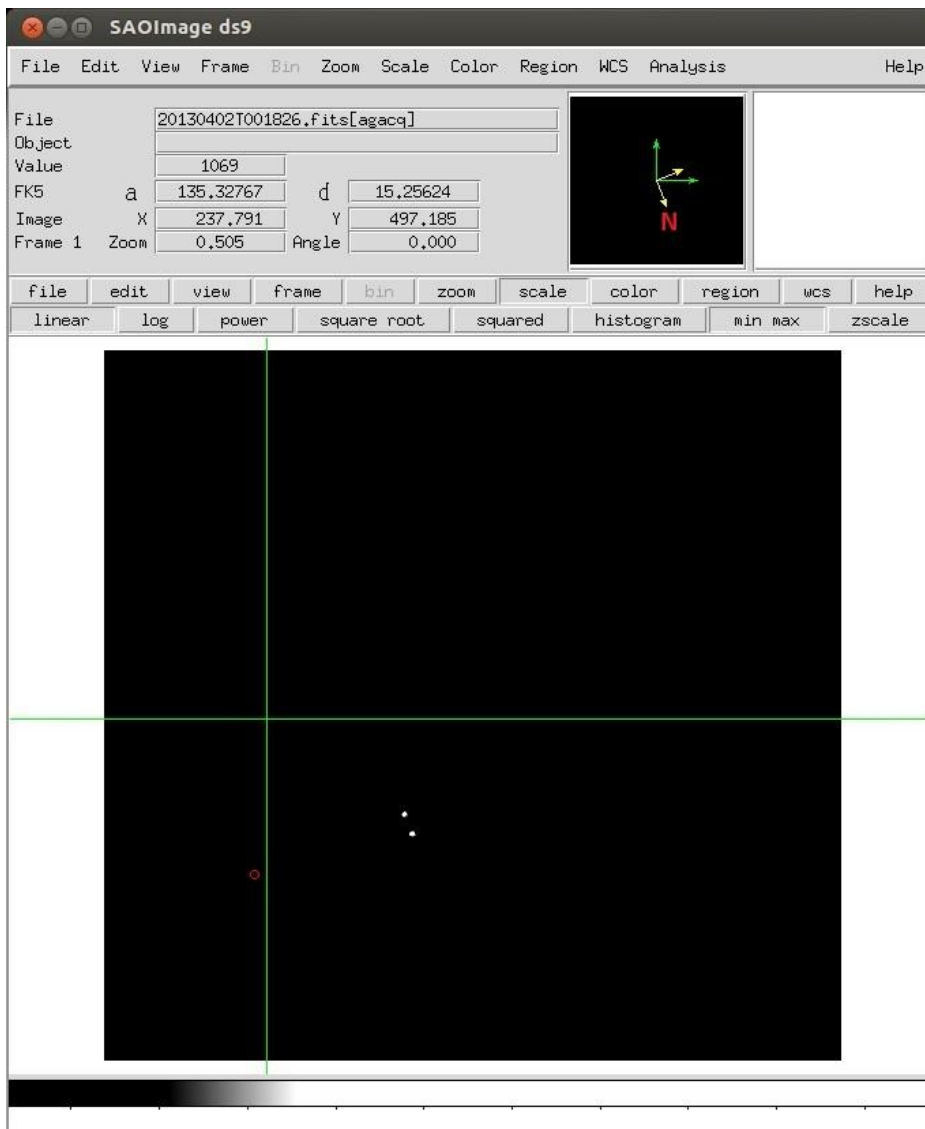 SAOImage ds9
File Edit View Frame Bin Zoom Scale Color Region WCS Analysis Help
File 20130402T001826.fits[agacq]
Object
Value 1069
FK5 a 135.32767 d 15.25624
Image X 237.791 Y 497.185
Frame 1 Zoom 0.505 Angle 0.000
N
file edit view frame bin zoom scale color region wcs help
linear log power square root squared histogram min max zscale